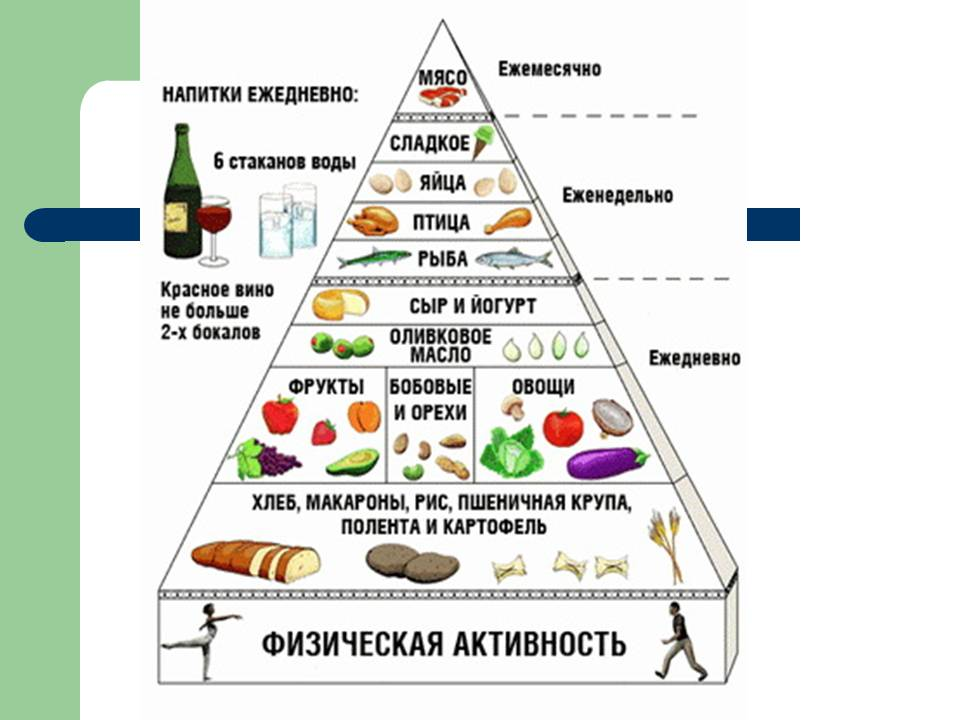 МЯСО
Ежемесячно
НАПИТКИ ЕЖЕДНЕВНО:
СЛАДКОЕ
6 стаканов воды
ЯЙЦА
Еженедельно
ПТИЦА
РЫБА
Красное вино
не больше
2-х бокалов
СЫР И ЙОГУРТ
ОЛИВКОВОЕ
МАСЛО
Ежедневно
ФРУКТЫ
БОБОВЫЕ
И ОРЕХИ
ОВОЩИ
ХЛЕБ, МАКАРОНЫ, РИС, ПШЕНИЧНАЯ КРУПА,
ПОЛЕНТА И КАРТОФЕЛЬ
ФИЗИЧЕСКАЯ АКТИВНОСТЬ